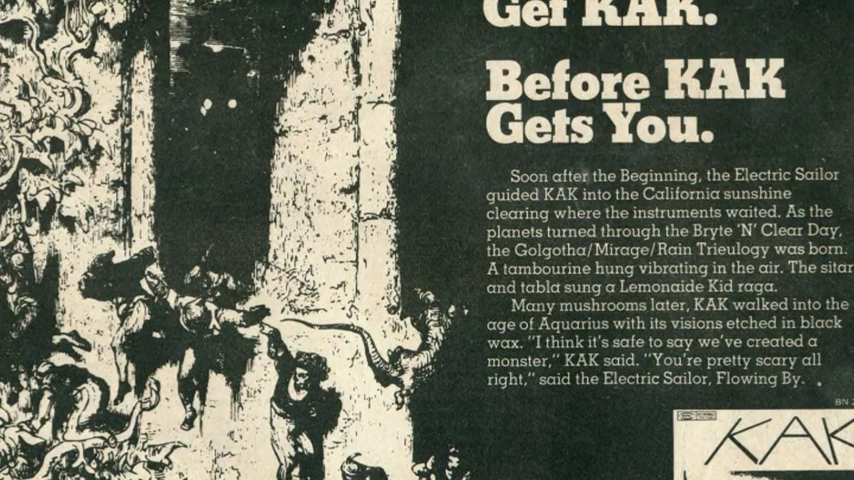 Get KAK.
Before KAK
Gets You.
Soon after the Beginning, the Electric Sailor
guided KAK into the California sunshine
clearing where the instruments waited. As the
planets turned through the Bryte 'N' Clear Day,
the Golgotha/Mirage/Rain Trieulogy was born.
A tambourine hung vibrating in the air. The sitar
and tabla sung a Lemonaide Kid raga.
Many mushrooms later, KAK walked into the
age of Aquarius with its visions etched in black
wax. "I think it's safe to say we've created a
monster," KAK said. "You're pretty scary all
right," said the Electric Sailor, Flowing By.
BN
KAK